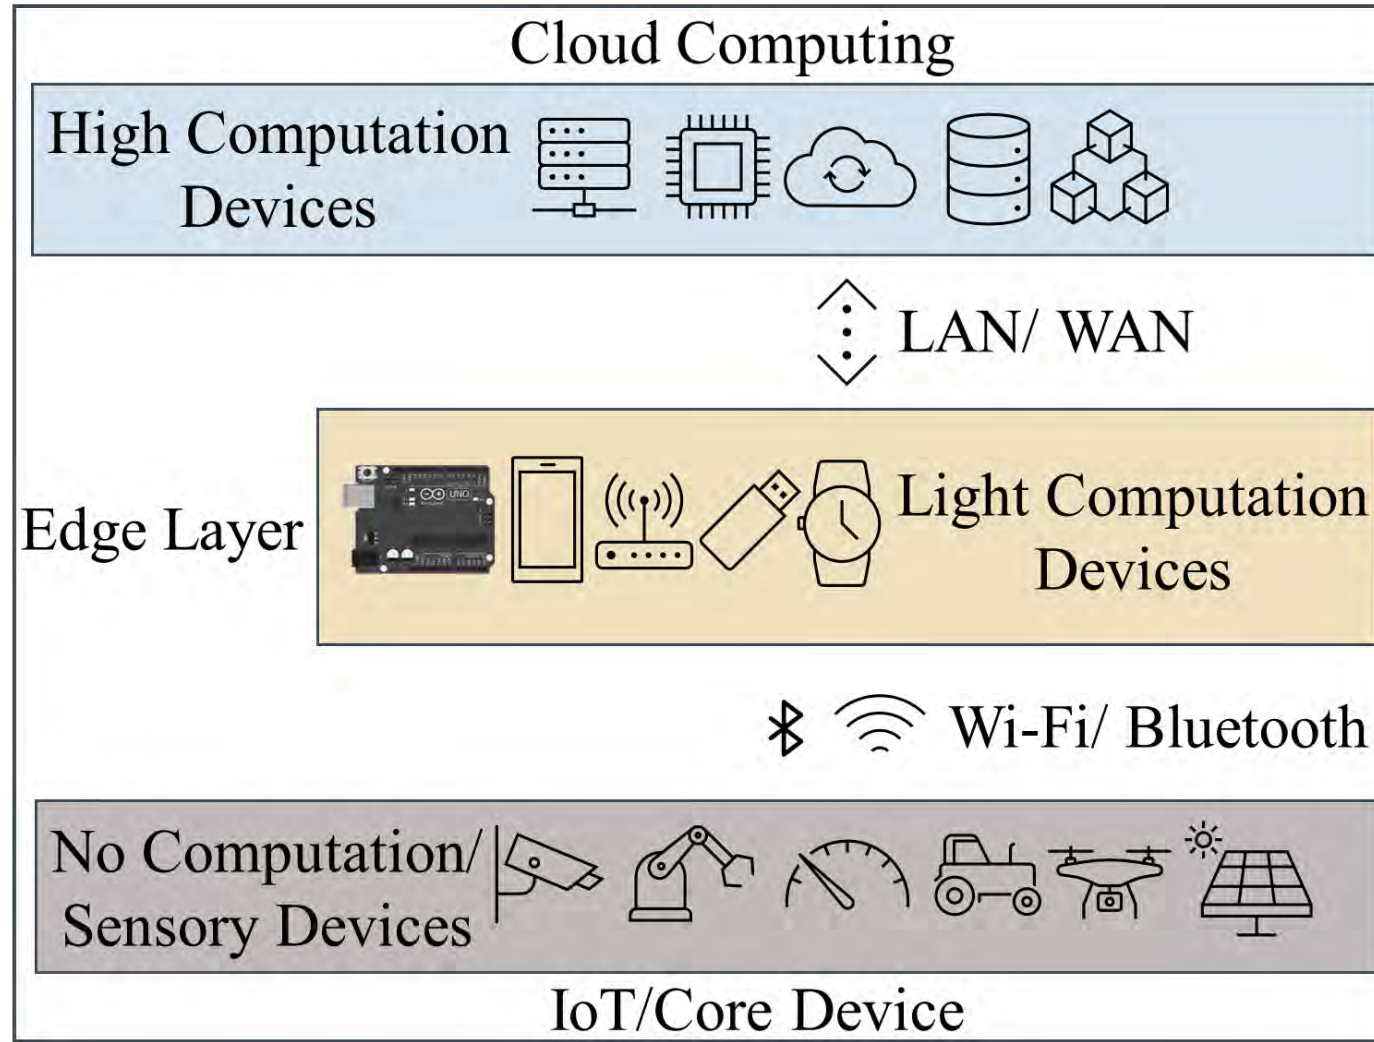 Cloud Computing
High Computation
Devices
LAN/ WAN
Edge Layer
UNO
Light Computation
Devices
Wi-Fi/ Bluetooth
No Computation/
Sensory Devices
IoT/Core Device